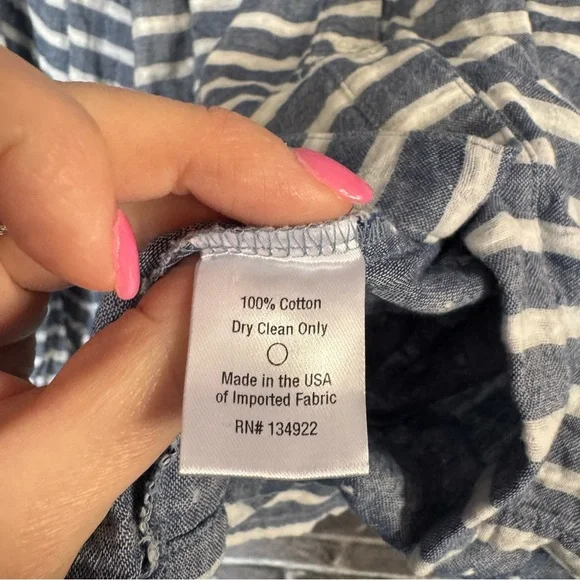 100% Cotton
Dry Clean Only
Made in the USA
of Imported Fabric
RN# 134922